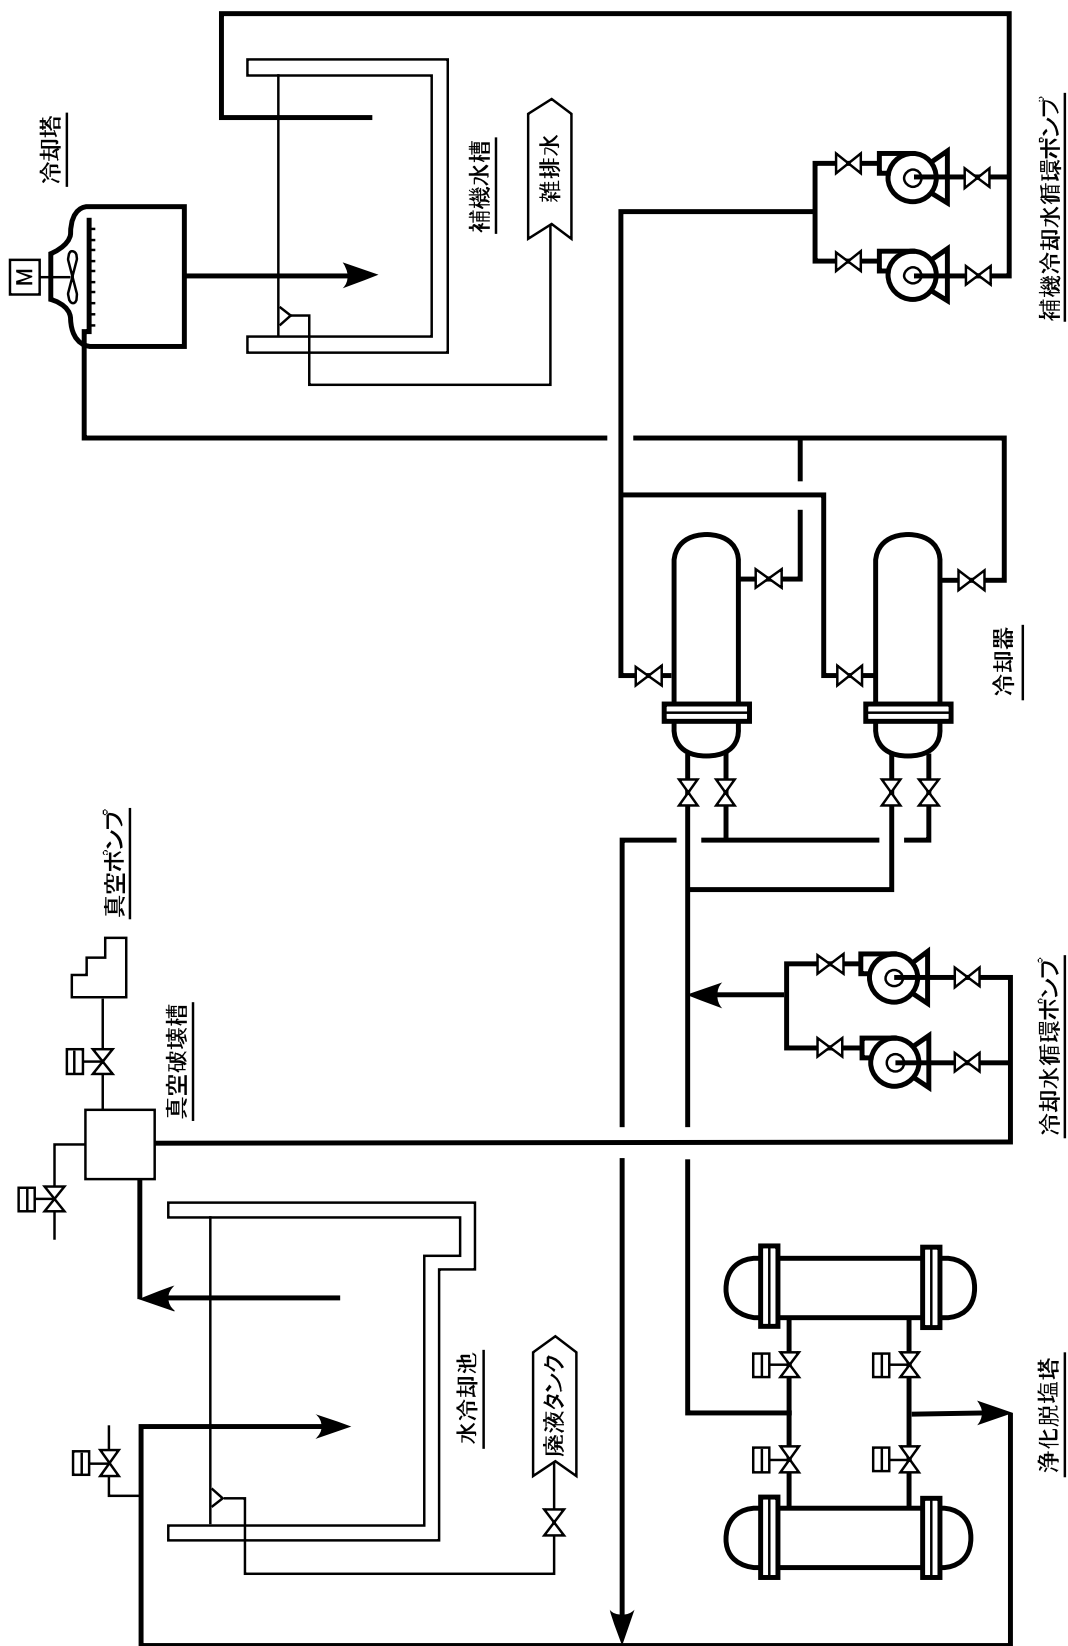 冷却塔
M
補機水槽
雑排水
補機冷却水循環ポンプ
冷却器
真空ポンプ
真空破壊槽
冷却水循環ポンプ
水冷却池
廃液タンク
浄化脱塩塔